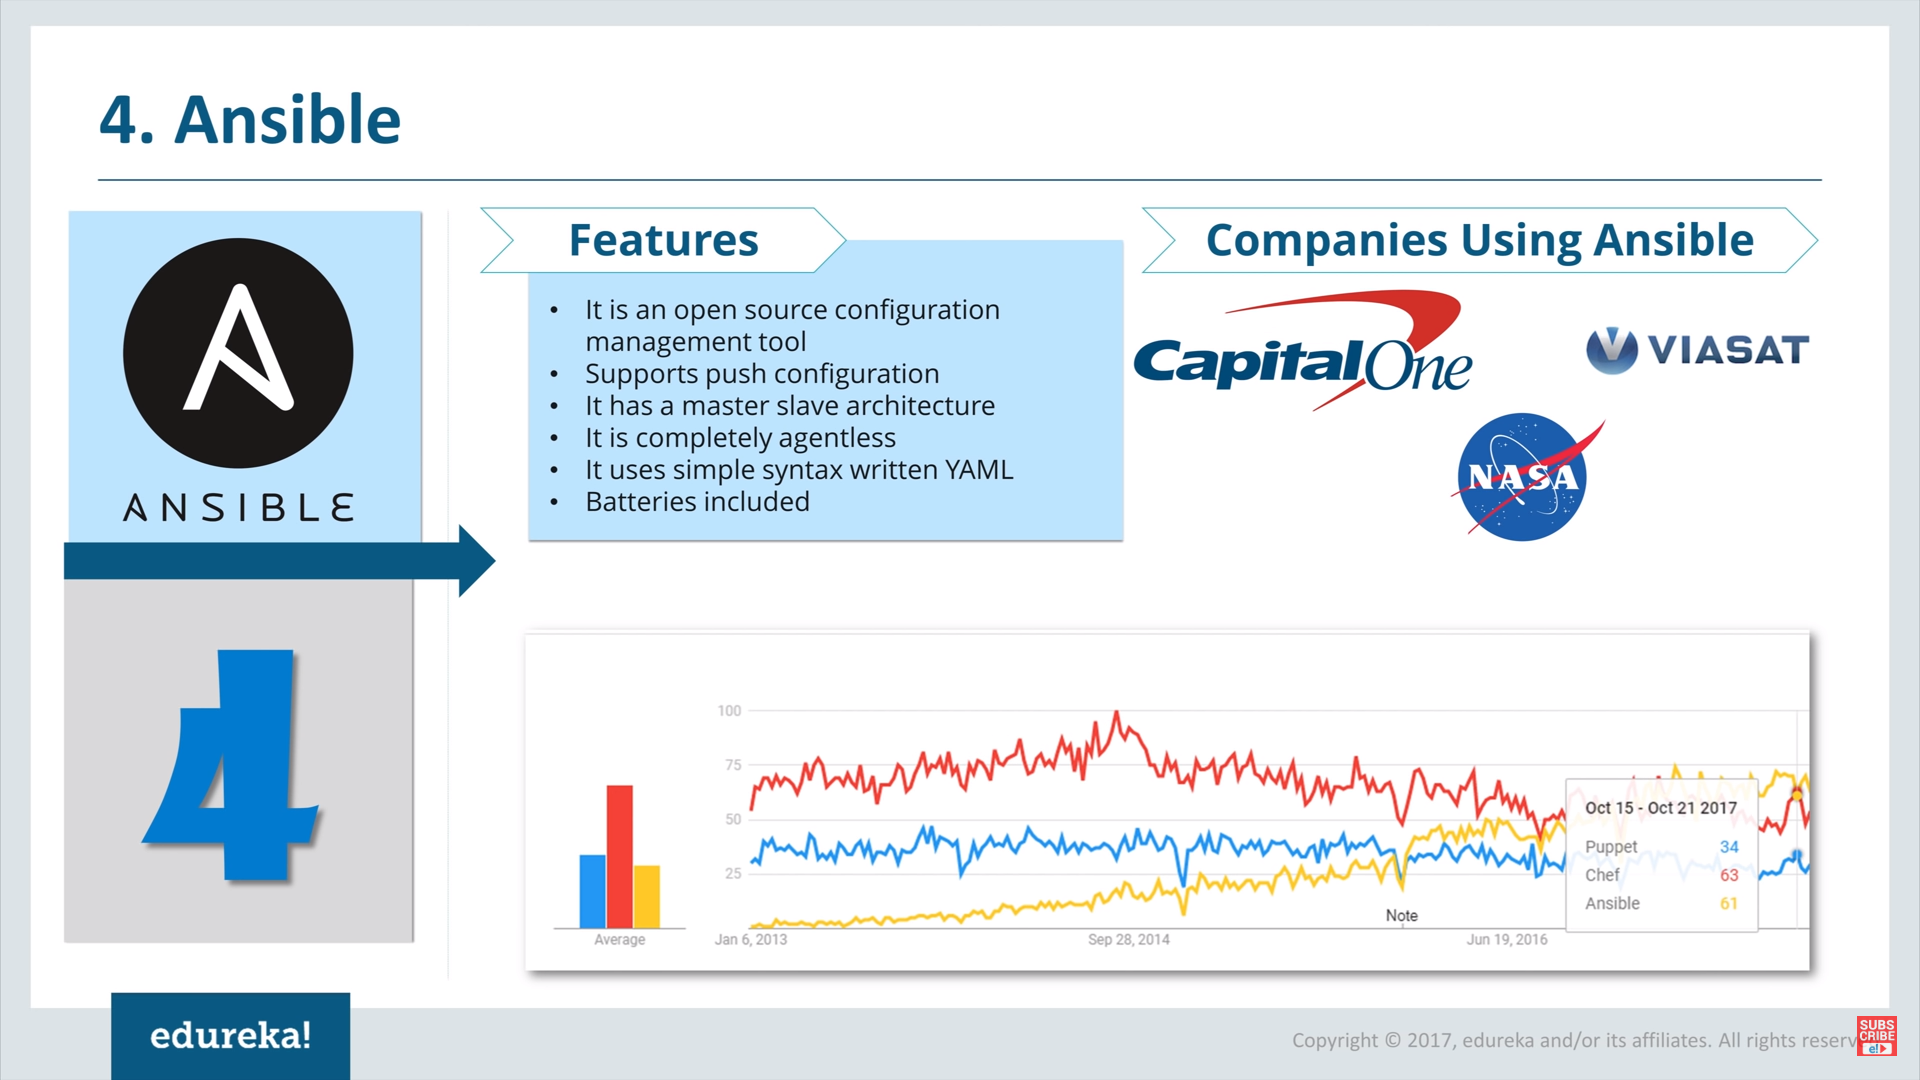 4. Ansible
ANSIBLE
4
Features
• It is an open source configuration
management tool
• Supports push configuration
• It has a master slave architecture
• It is completely agentless
• It uses simple syntax written YAML
• Batteries included
Companies Using Ansible
CapitalOne
VIASAT
NASA
100
75
50
25
Average
Jan 6, 2013
Sep 28, 2014
Jun 19, 2016
Note
Oct 15 - Oct 21 2017
Puppet 34
Chef 63
Ansible 61
edureka!
Copyright © 2017, edureka and/or its affiliates. All rights reserv
SUBS
CRIBE
e!